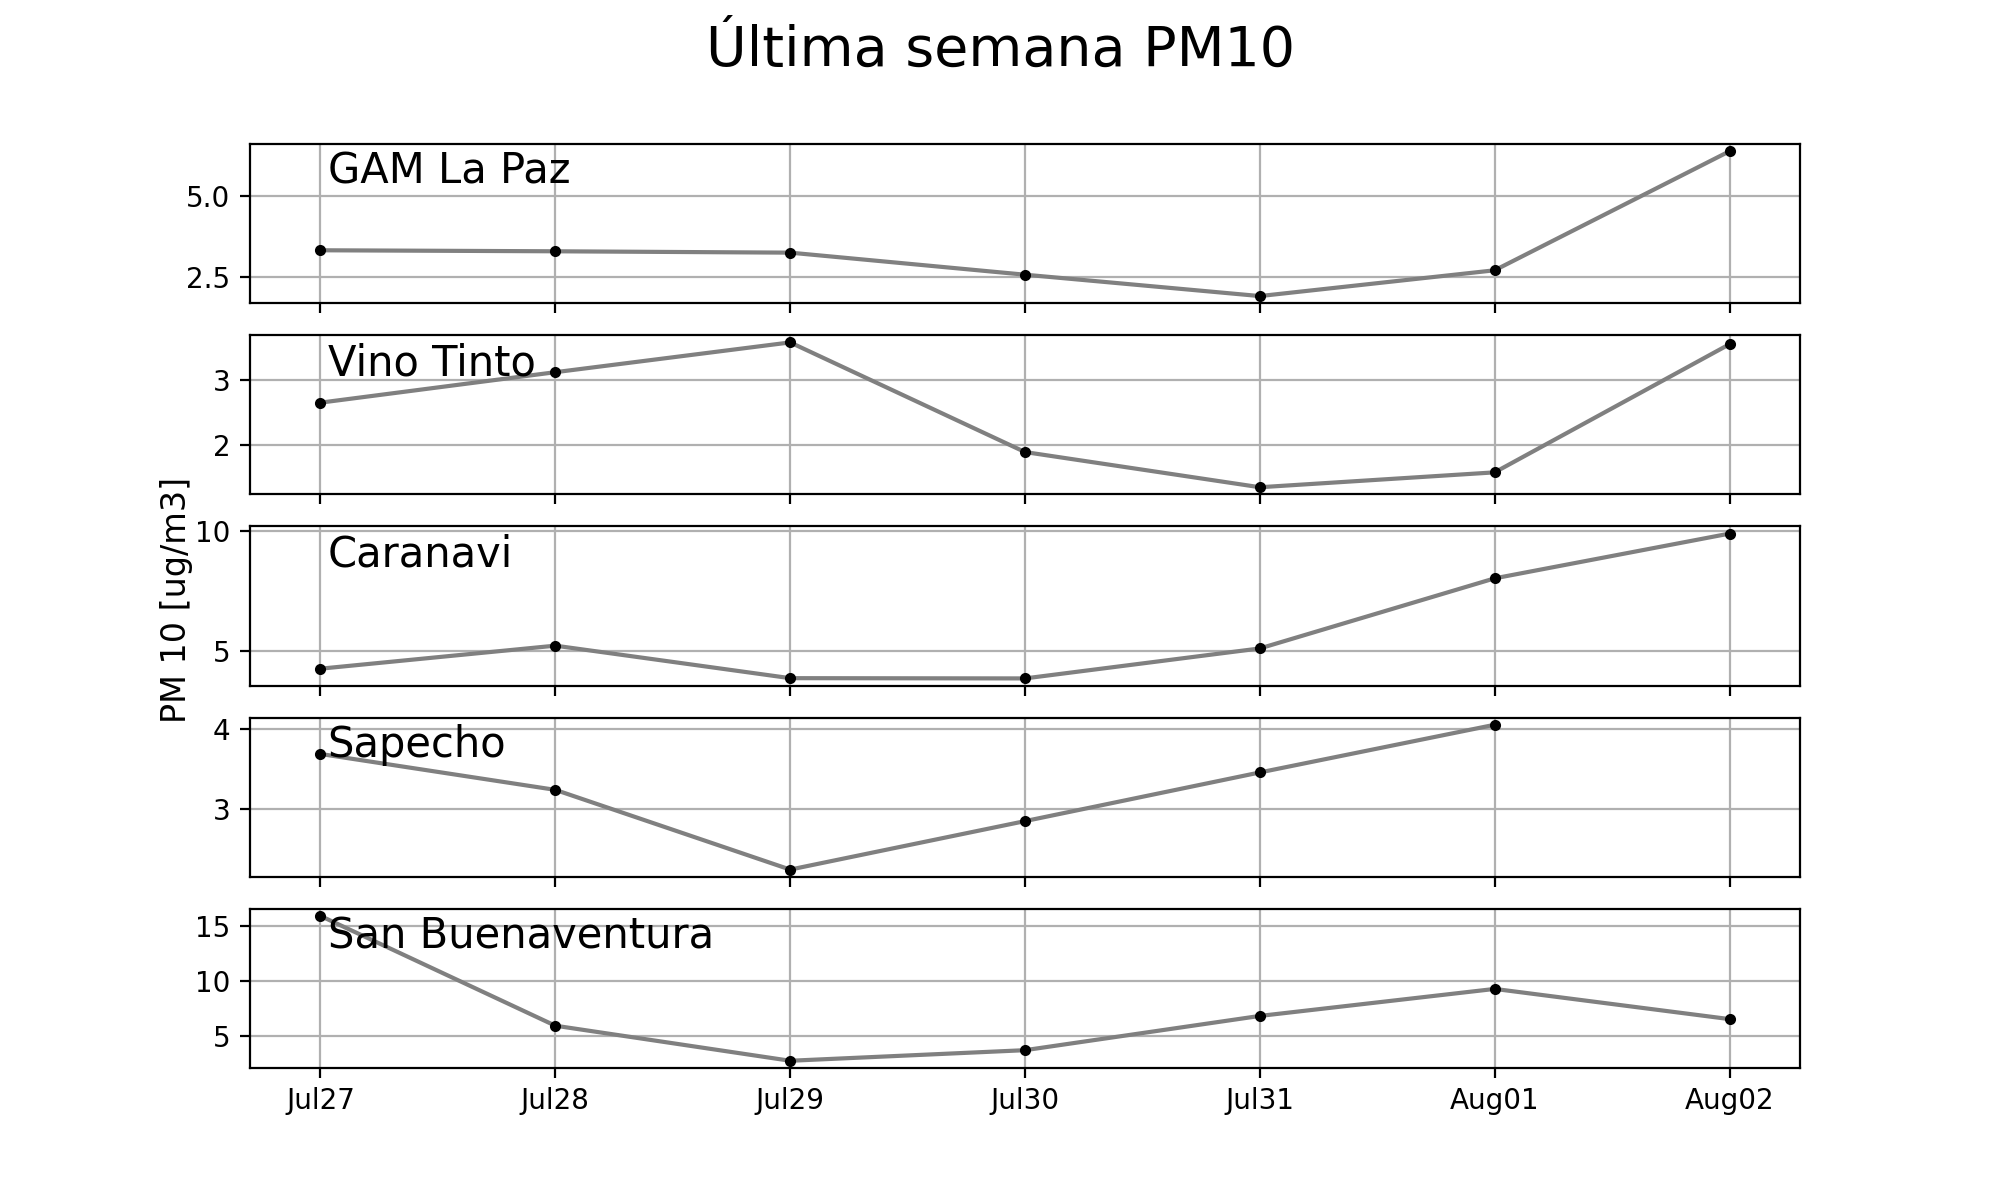 Última semana PM10
GAM La Paz
5.0
2.5
Vino Tinto
3
2
PM 10 [ug/m3]
Caranavi
10
5
Sapecho
4
3
San Buenaventura
15
10
5
Jul27 Jul28 Jul29 Jul30 Jul31 Aug01 Aug02